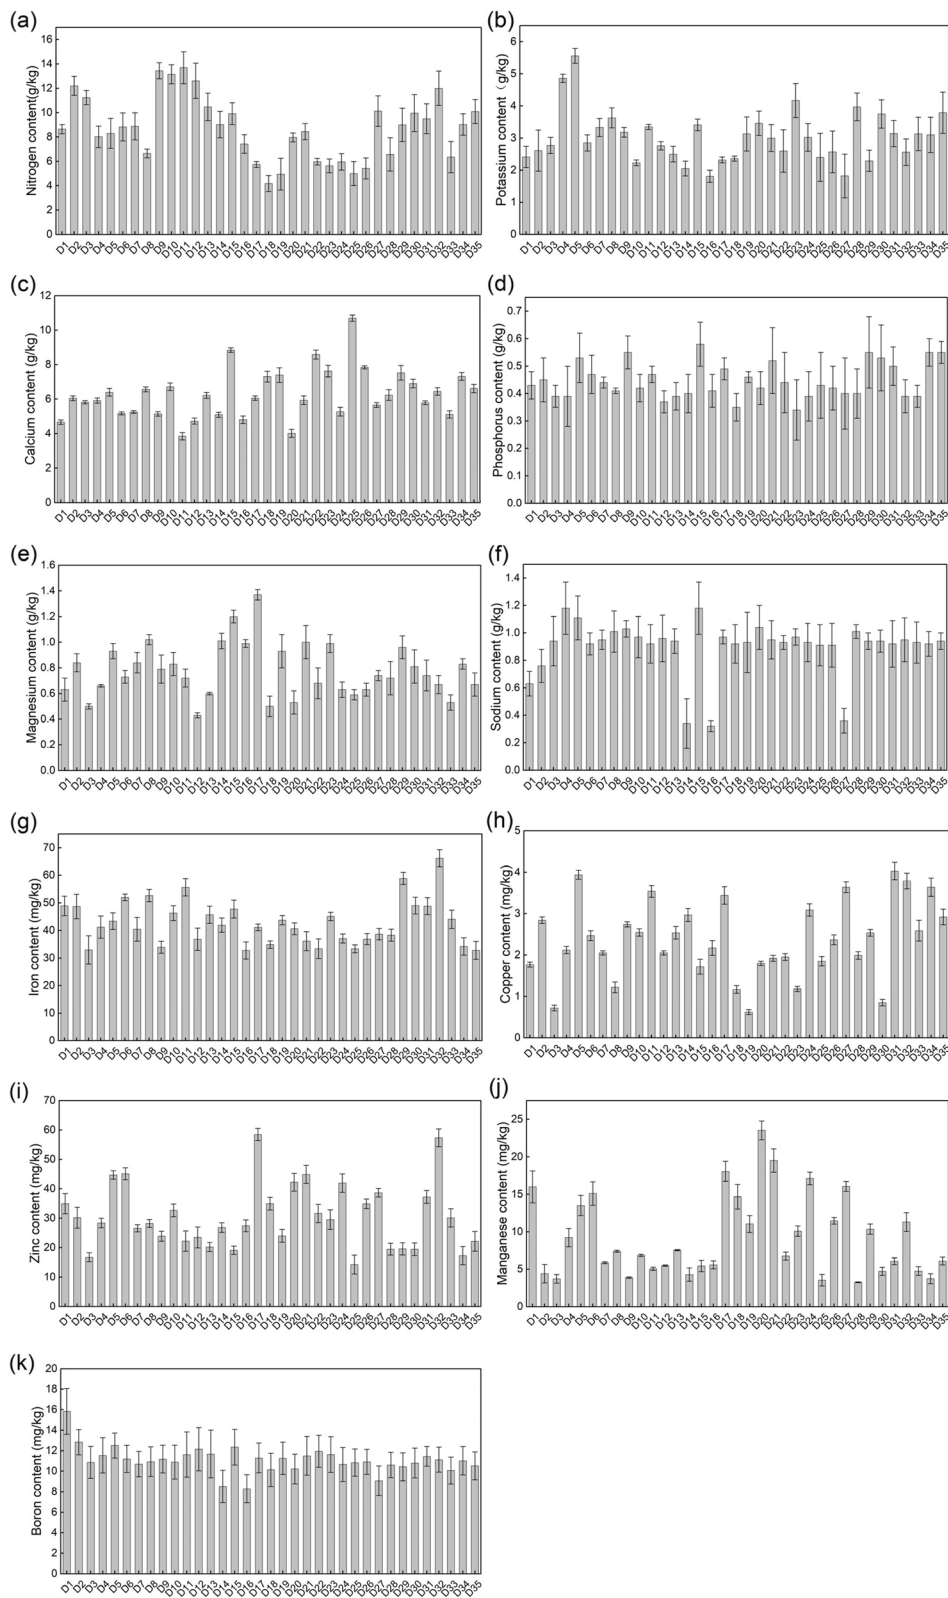 (a)
Nitrogen content(g/kg)
16
14
12
10
8
6
4
2
0
D1 D2 D3 D4 D5 D6 D7 D8 D9 D10 D11 D12 D13 D14 D15 D16 D17 D18 D19 D20 D21 D22 D23 D24 D25 D26 D27 D28 D29 D30 D31 D32 D33 D34 D35
(b)
Potassium content (g/kg)
6
5
4
3
2
1
0
D1 D2 D3 D4 D5 D6 D7 D8 D9 D10 D11 D12 D13 D14 D15 D16 D17 D18 D19 D20 D21 D22 D23 D24 D25 D26 D27 D28 D29 D30 D31 D32 D33 D34 D35
(c)
Calcium content (g/kg)
12
10
8
6
4
2
0
D1 D2 D3 D4 D5 D6 D7 D8 D9 D10 D11 D12 D13 D14 D15 D16 D17 D18 D19 D20 D21 D22 D23 D24 D25 D26 D27 D28 D29 D30 D31 D32 D33 D34 D35
(d)
Phosphorus content (g/kg)
0.7
0.6
0.5
0.4
0.3
0.2
0.1
0.0
D1 D2 D3 D4 D5 D6 D7 D8 D9 D10 D11 D12 D13 D14 D15 D16 D17 D18 D19 D20 D21 D22 D23 D24 D25 D26 D27 D28 D29 D30 D31 D32 D33 D34 D35
(e)
Magnesium content (g/kg)
1.6
1.4
1.2
1.0
0.8
0.6
0.4
0.2
0.0
D1 D2 D3 D4 D5 D6 D7 D8 D9 D10 D11 D12 D13 D14 D15 D16 D17 D18 D19 D20 D21 D22 D23 D24 D25 D26 D27 D28 D29 D30 D31 D32 D33 D34 D35
(f)
Sodium content (g/kg)
1.4
1.2
1.0
0.8
0.6
0.4
0.2
0.0
D1 D2 D3 D4 D5 D6 D7 D8 D9 D10 D11 D12 D13 D14 D15 D16 D17 D18 D19 D20 D21 D22 D23 D24 D25 D26 D27 D28 D29 D30 D31 D32 D33 D34 D35
(g)
Iron content (mg/kg)
70
60
50
40
30
20
10
0
D1 D2 D3 D4 D5 D6 D7 D8 D9 D10 D11 D12 D13 D14 D15 D16 D17 D18 D19 D20 D21 D22 D23 D24 D25 D26 D27 D28 D29 D30 D31 D32 D33 D34 D35
(h)
Copper content (mg/kg)
5
4
3
2
1
0
D1 D2 D3 D4 D5 D6 D7 D8 D9 D10 D11 D12 D13 D14 D15 D16 D17 D18 D19 D20 D21 D22 D23 D24 D25 D26 D27 D28 D29 D30 D31 D32 D33 D34 D35
(i)
Zinc content (mg/kg)
70
60
50
40
30
20
10
0
D1 D2 D3 D4 D5 D6 D7 D8 D9 D10 D11 D12 D13 D14 D15 D16 D17 D18 D19 D20 D21 D22 D23 D24 D25 D26 D27 D28 D29 D30 D31 D32 D33 D34 D35
(j)
Manganese content (mg/kg)
25
20
15
10
5
0
D1 D2 D3 D4 D5 D6 D7 D8 D9 D10 D11 D12 D13 D14 D15 D16 D17 D18 D19 D20 D21 D22 D23 D24 D25 D26 D27 D28 D29 D30 D31 D32 D33 D34 D35
(k)
Boron content (mg/kg)
20
18
16
14
12
10
8
6
4
2
0
D1 D2 D3 D4 D5 D6 D7 D8 D9 D10 D11 D12 D13 D14 D15 D16 D17 D18 D19 D20 D21 D22 D23 D24 D25 D26 D27 D28 D29 D30 D31 D32 D33 D34 D35